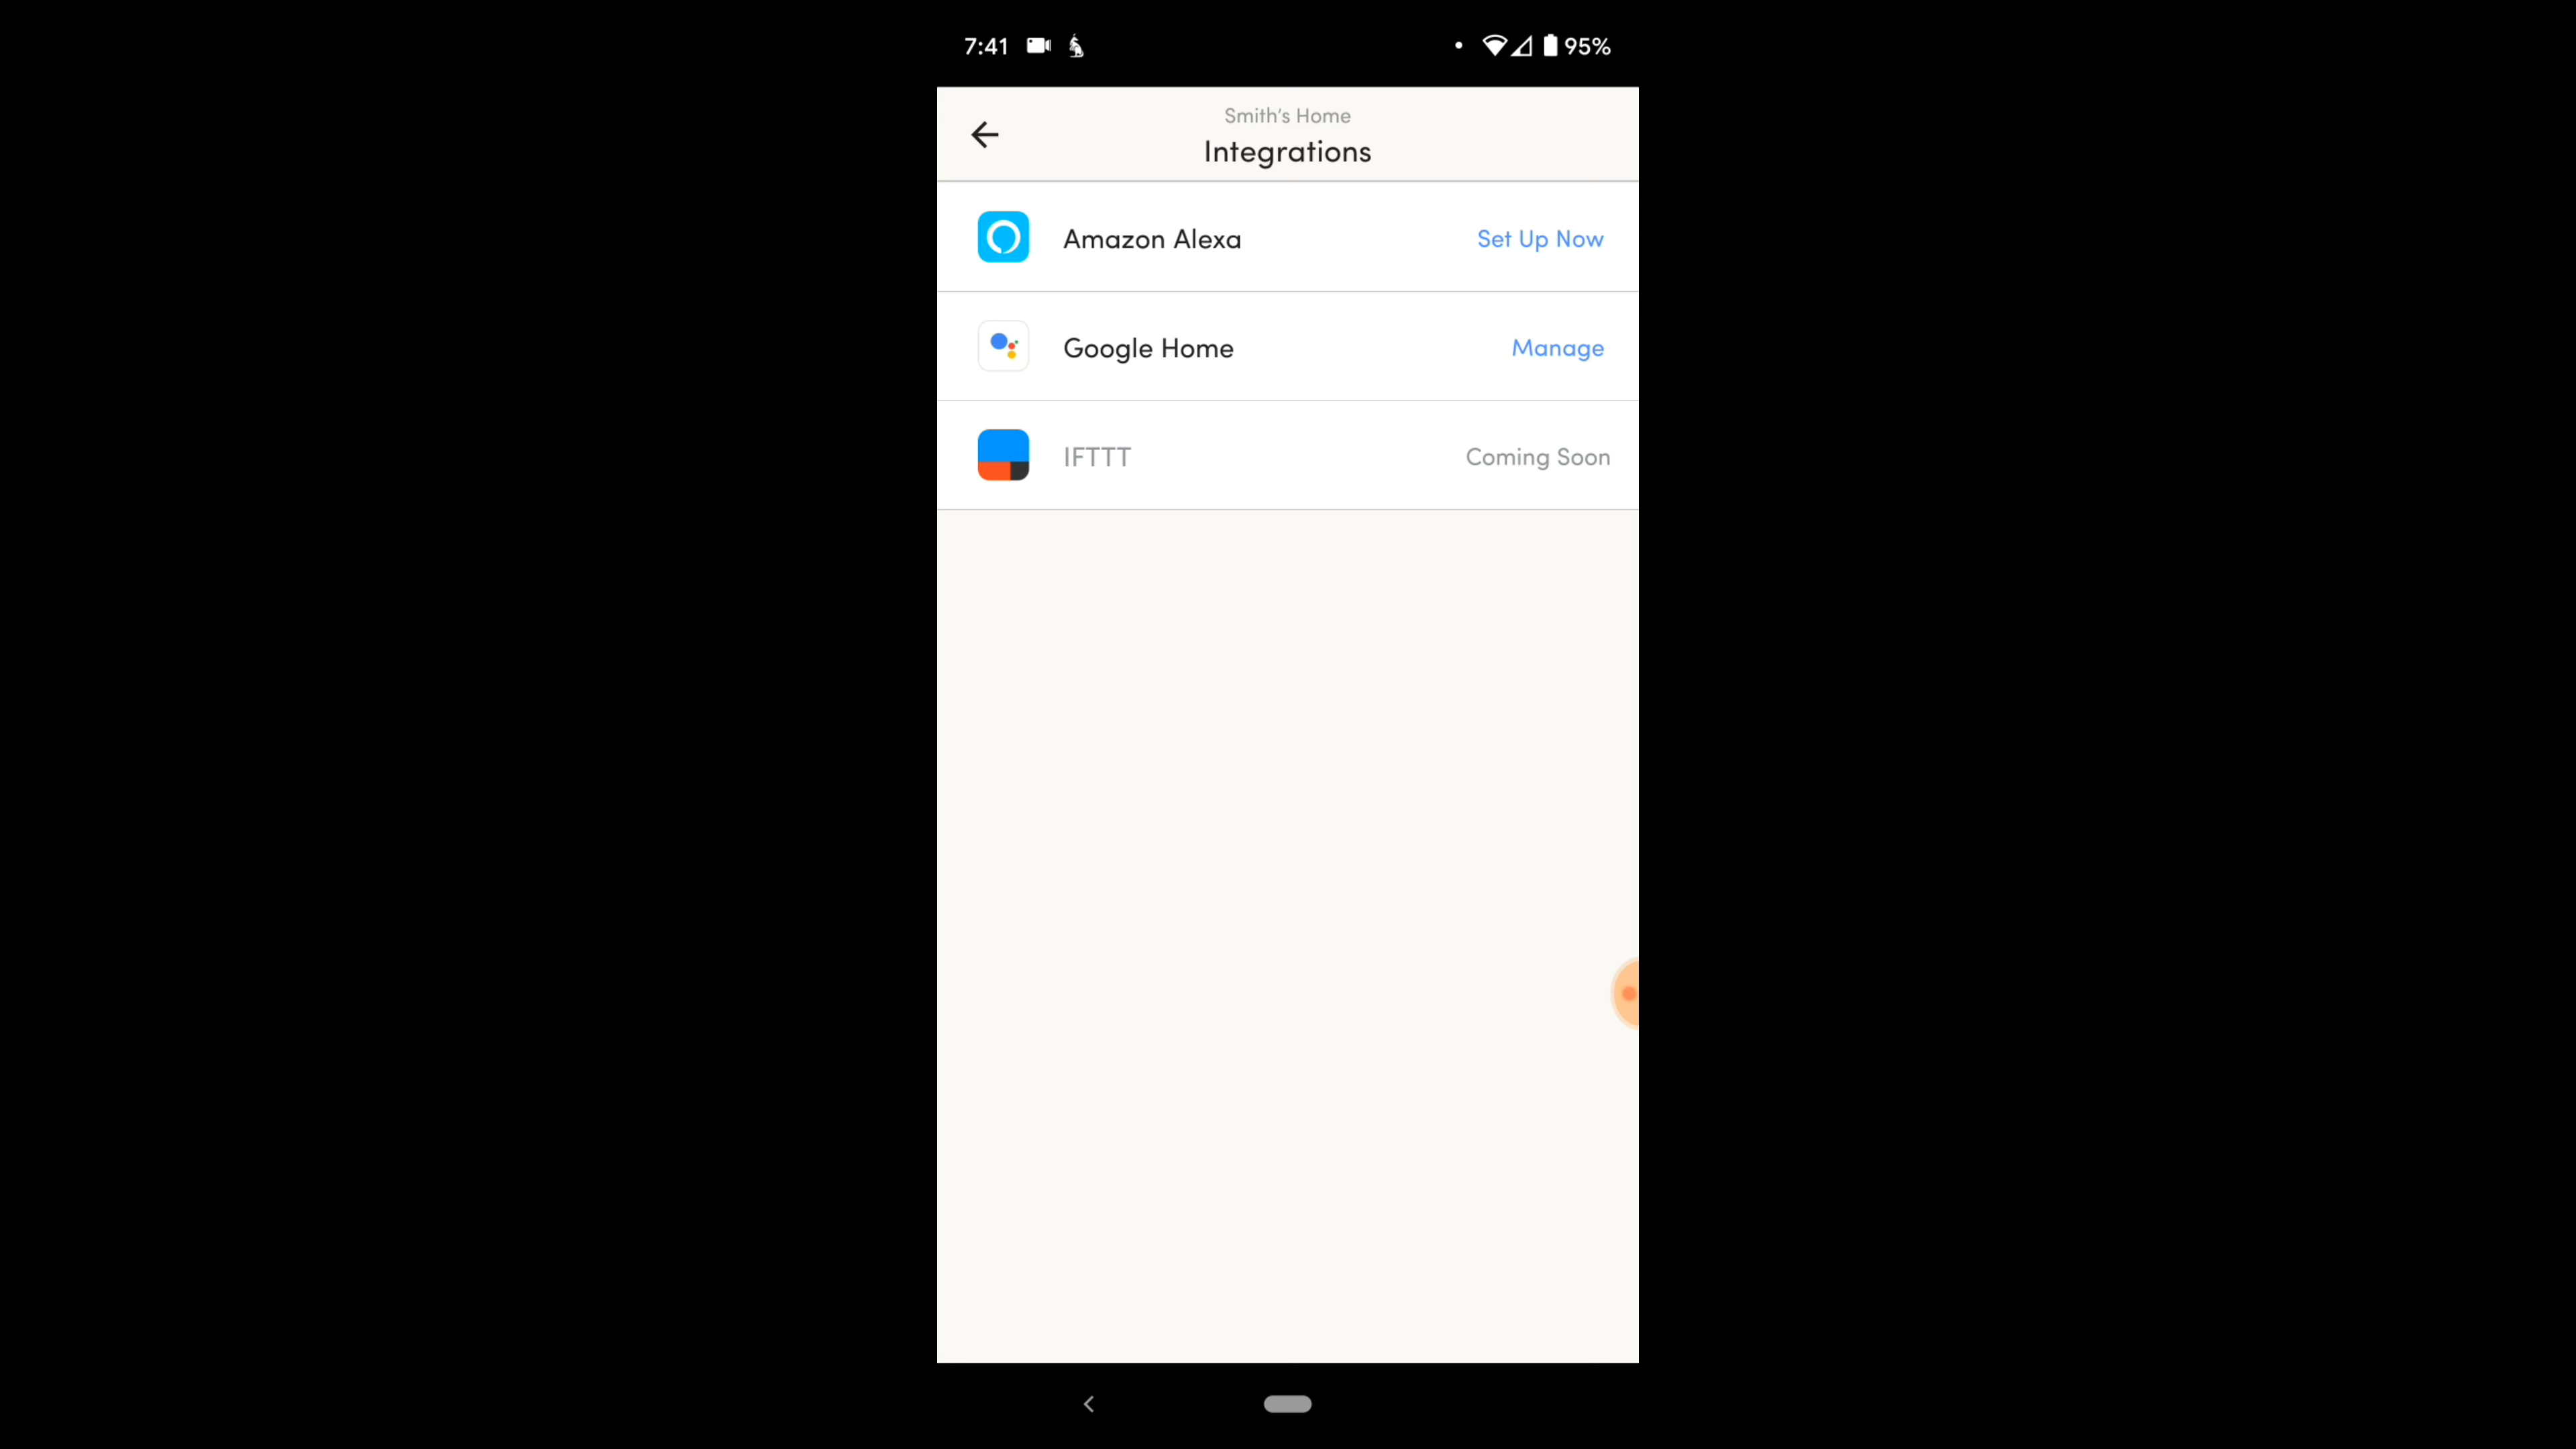 7:41
95%
Smith's Home
Integrations
Amazon Alexa
Set Up Now
Google Home
Manage
IFTTT
Coming Soon